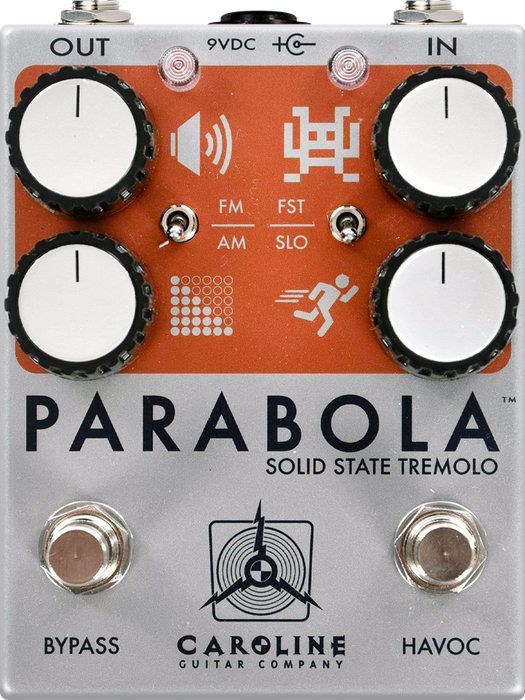 OUT
9VDC
IN
FM
AM
FST
SLO
PARABOLA™
SOLID STATE TREMOLO
BYPASS
CAROLINE
GUITAR COMPANY
HAVOC